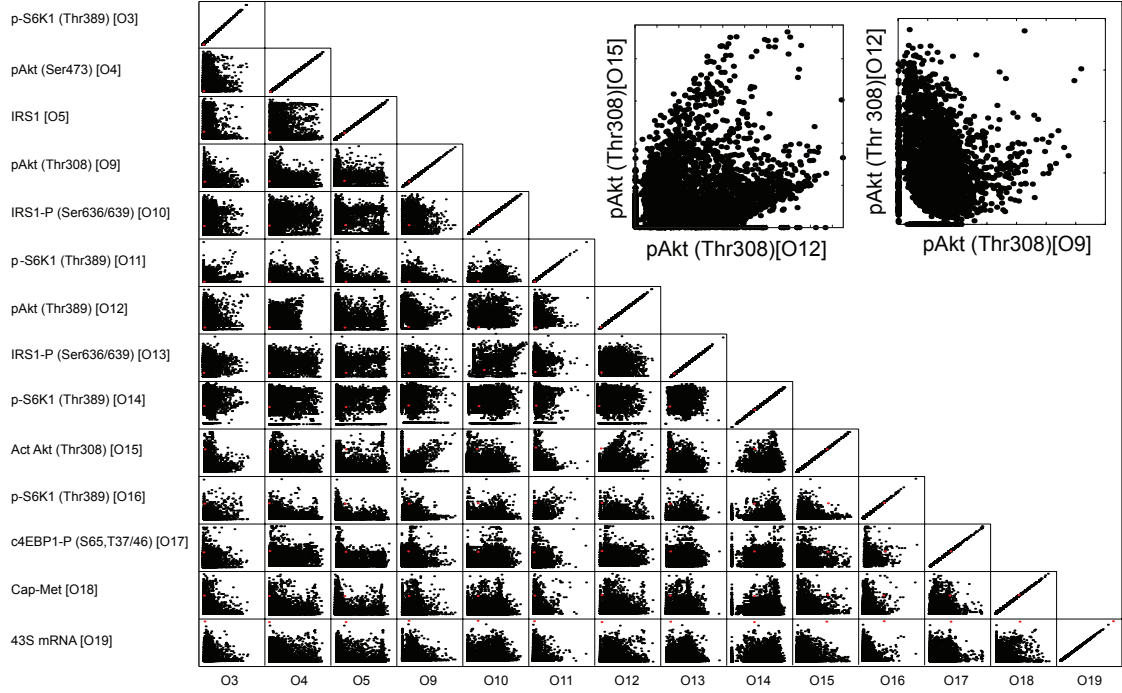 p-S6K1 (Thr389) [O3]
pAkt (Ser473) [O4]
IRS1 [O5]
pAkt (Thr308) [O9]
IRS1-P (Ser636/639) [O10]
p-S6K1 (Thr389) [O11]
pAkt (Thr389) [O12]
IRS1-P (Ser636/639) [O13]
p-S6K1 (Thr389) [O14]
Act Akt (Thr308) [O15]
p-S6K1 (Thr389) [O16]
c4EBP1-P (S65,T37/46) [O17]
Cap-Met [O18]
43S mRNA [O19]
O3 O4 O5 O9 O10 O11 O12 O13 O14 O15 O16 O17 O18 O19
pAkt (Thr308)[O15]
pAkt (Thr308)[O12]
pAkt (Thr 308)[O12]
pAkt (Thr308)[O9]